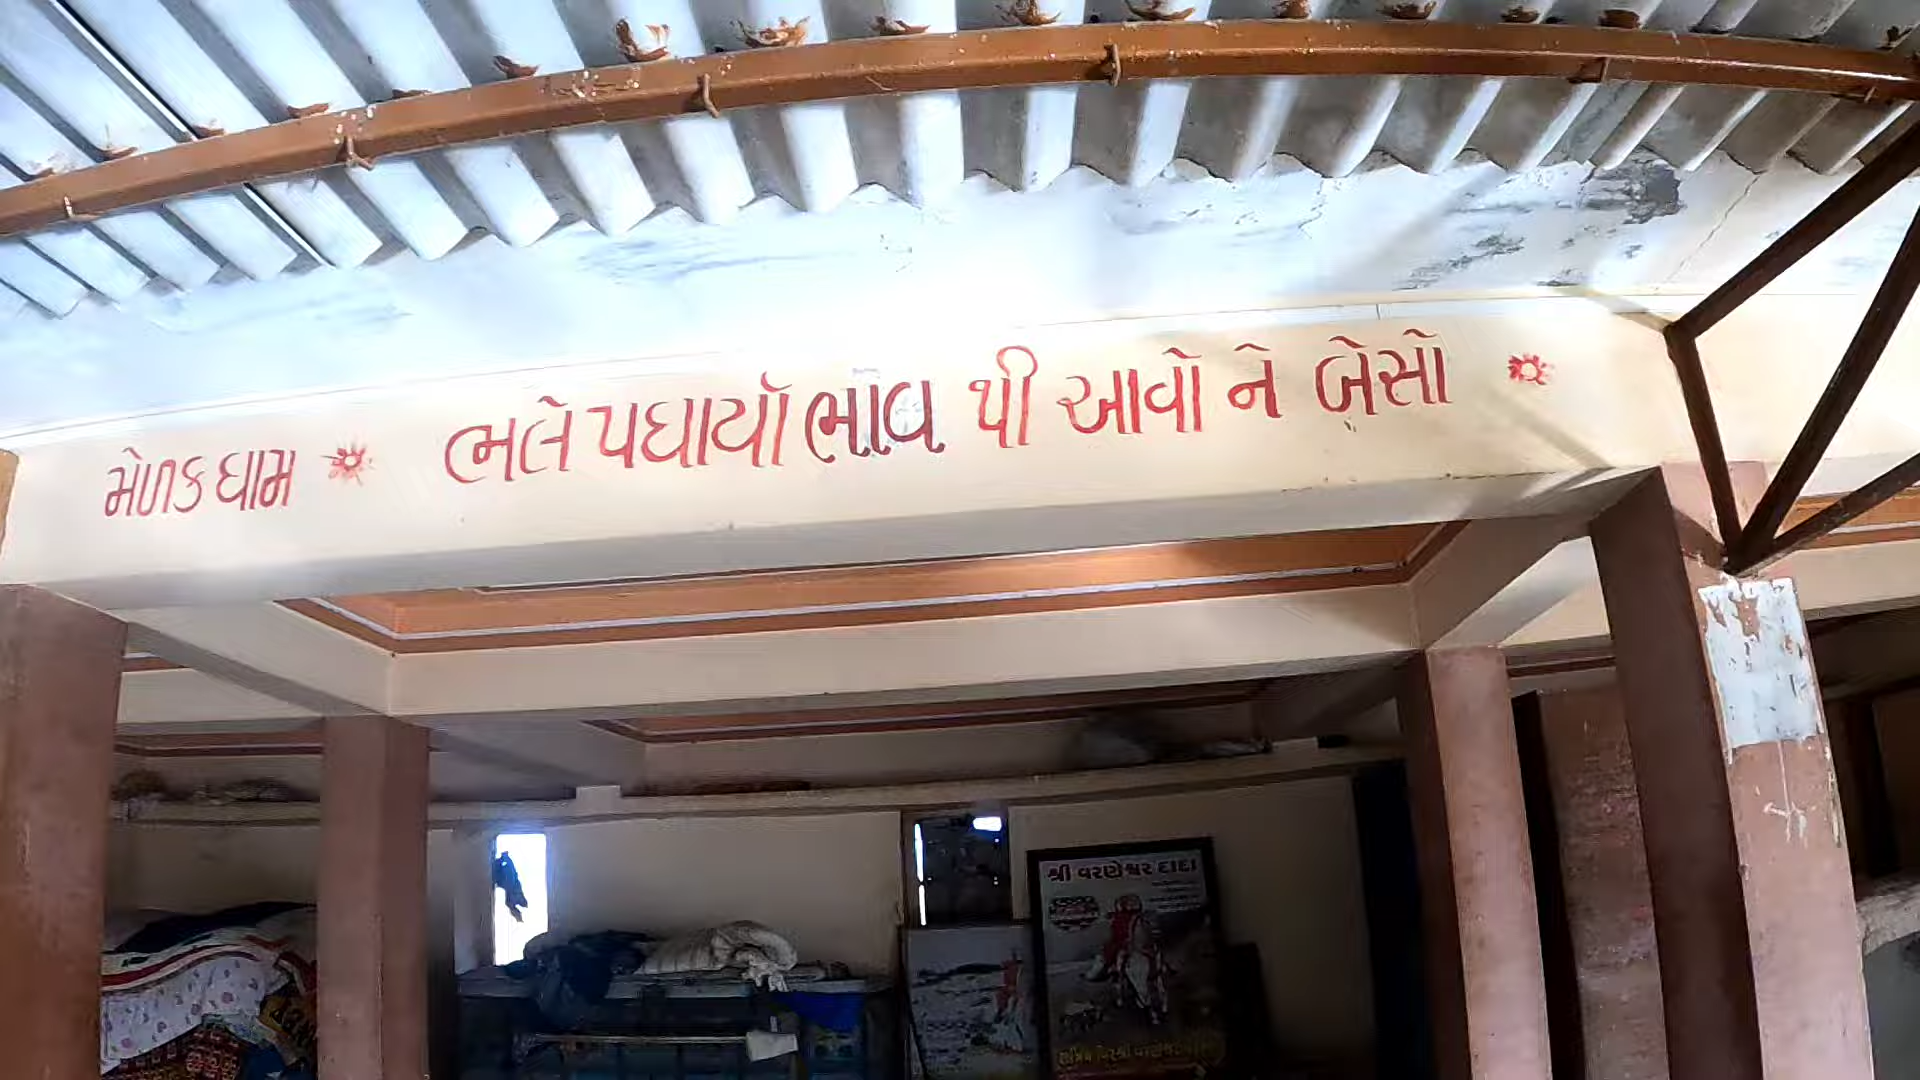 મેળક ધામ ભલે પધાર્યા ભાવ થી આવો ને બેસો
શ્રી વરણેશ્વર દાદા